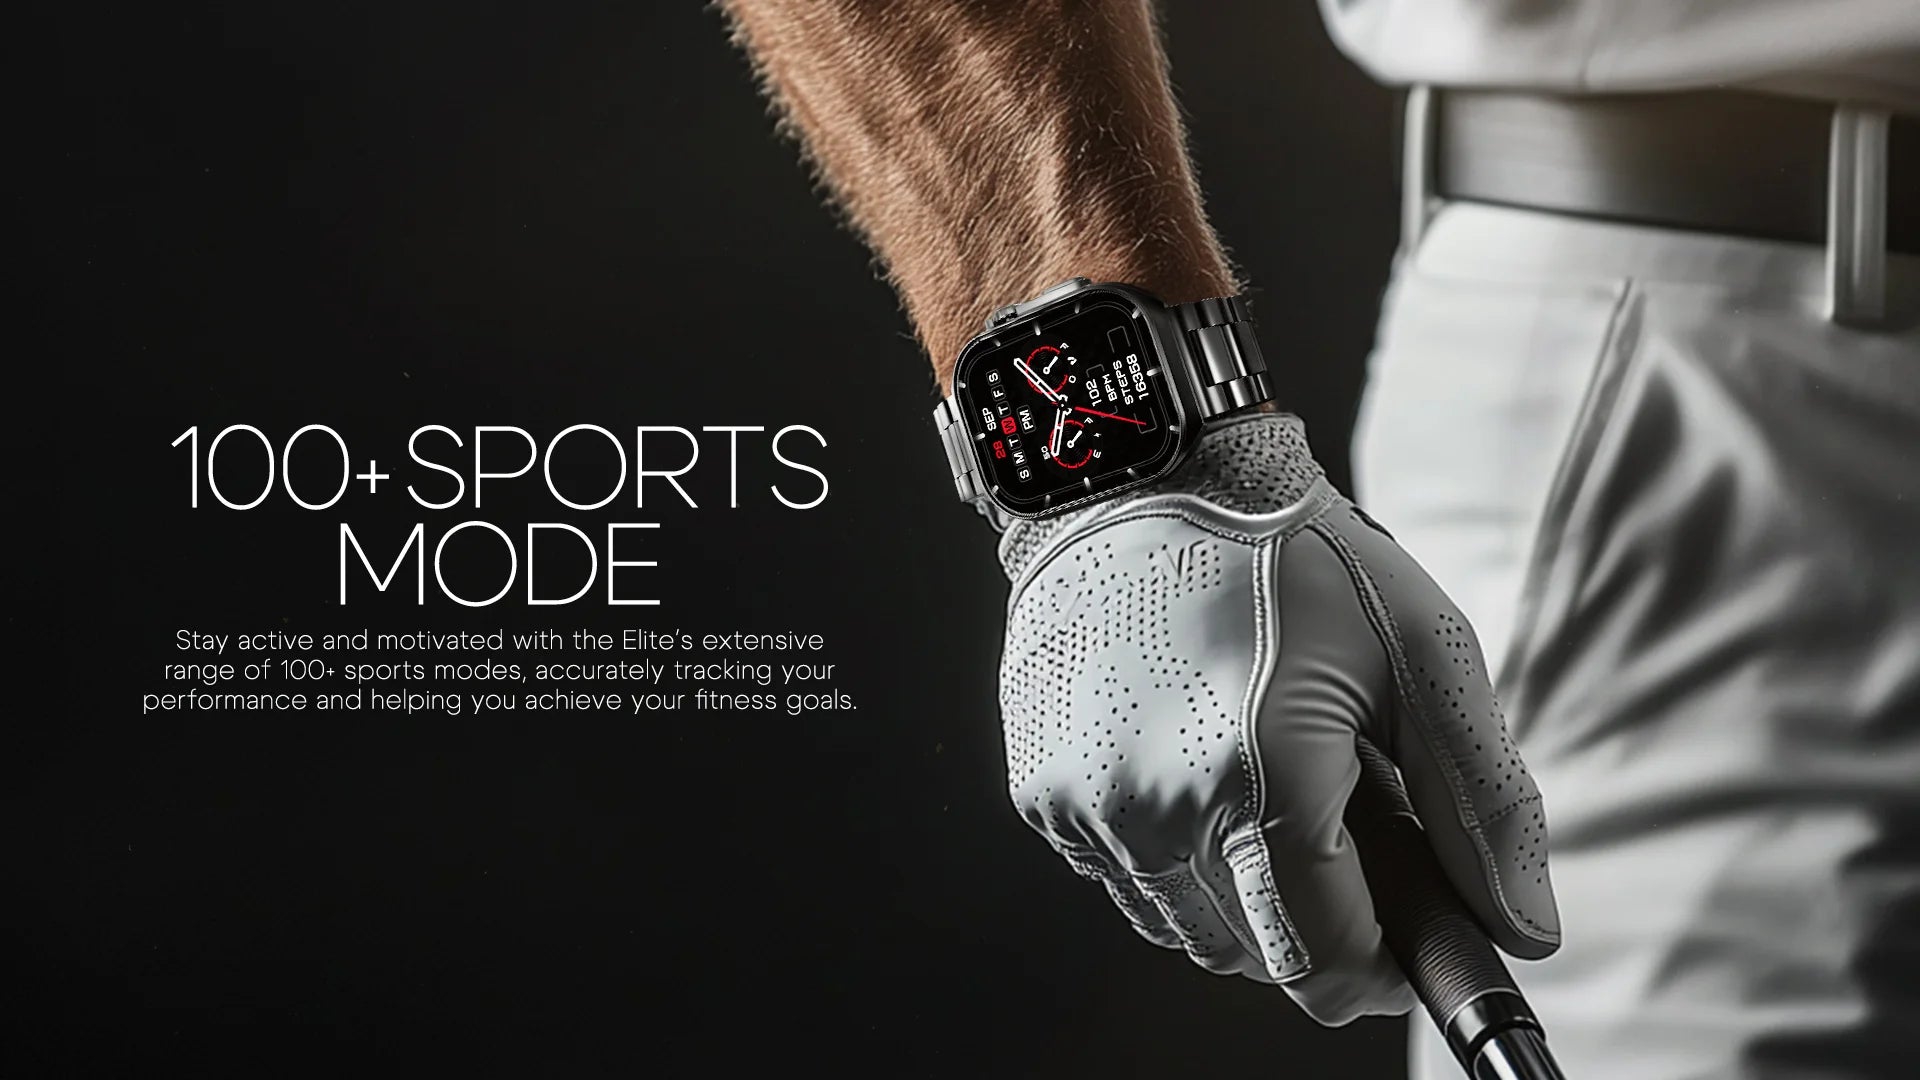 100+ SPORTS
MODE
Stay active and motivated with the Elite's extensive
range of 100+ sports modes, accurately tracking your
performance and helping you achieve your fitness goals.
28 SEP
S M T W T F S
PM
50
E F
102
BPM
STEPS
16368